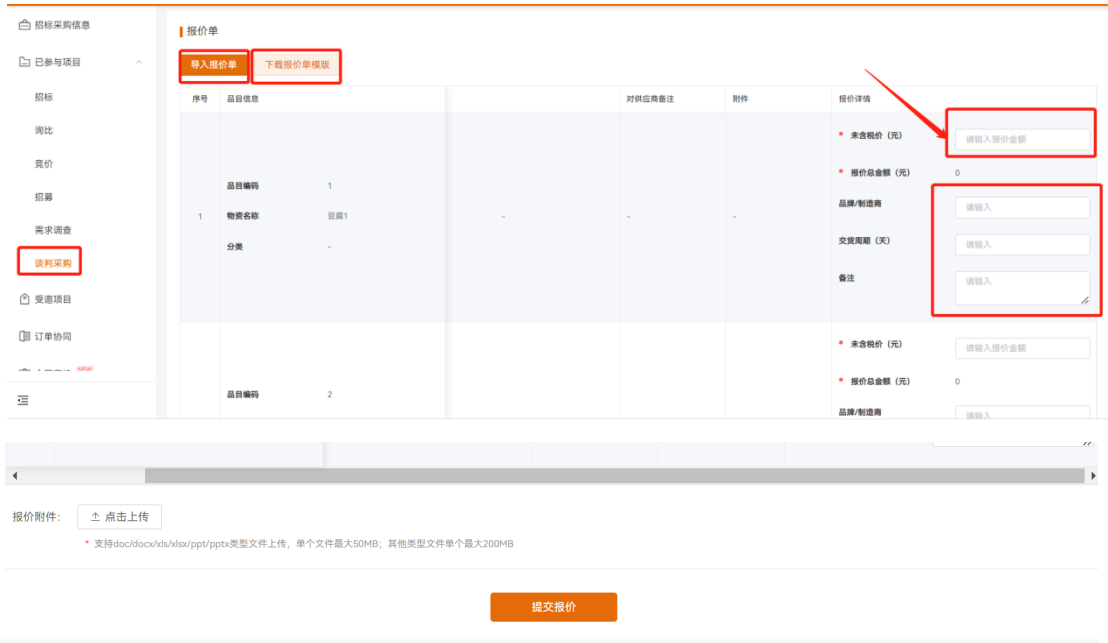 招标采购信息
已参与项目
招标
询比
竞价
招募
需求调查
谈判采购
受邀项目
订单协同
NEW
报价单
导入报价单 下载报价单模版
序号 品目信息 对供应商备注 附件 报价详情
* 未含税价（元） 请输入报价金额
* 报价总金额（元） 0
品目编码 1
品牌/制造商 请输入
1 物资名称 豆腐1 - - -
交货周期（天） 请输入
分类 -
备注 请输入
* 未含税价（元） 请输入报价金额
* 报价总金额（元） 0
品目编码 2
品牌/制造商 请输入
报价附件： 点击上传
* 支持doc/docx/xls/xlsx/ppt/pptx类型文件上传，单个文件最大50MB；其他类型文件单个最大200MB
提交报价